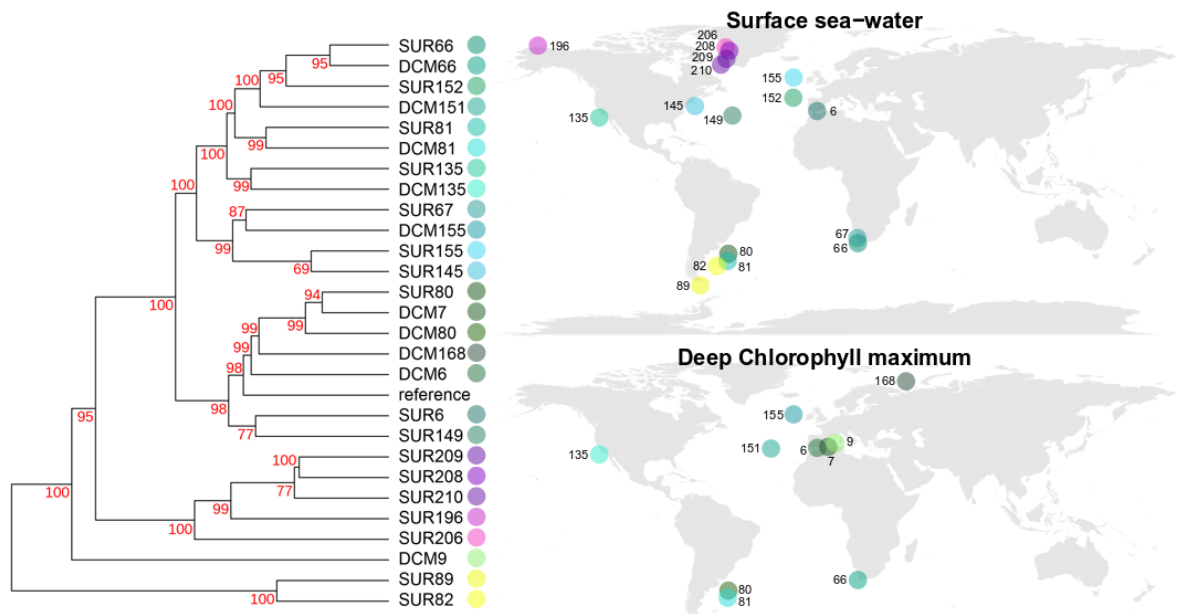 Surface sea−water
SUR66
DCM66
SUR152
DCM151
SUR81
DCM81
SUR135
DCM135
SUR67
DCM155
SUR155
SUR145
SUR80
DCM7
DCM80
DCM168
DCM6
reference
SUR6
SUR149
SUR209
SUR208
SUR210
SUR196
SUR206
DCM9
SUR89
SUR82
95
95
100
100
99
100
99
100
87
99
69
100
94
99
99
99
98
98
77
95
100
77
99
100
100
100
196
206
208
209
210
155
152
145
149
6
135
67
66
80
82
81
89
Deep Chlorophyll maximum
168
155
151
6
9
7
135
66
80
81